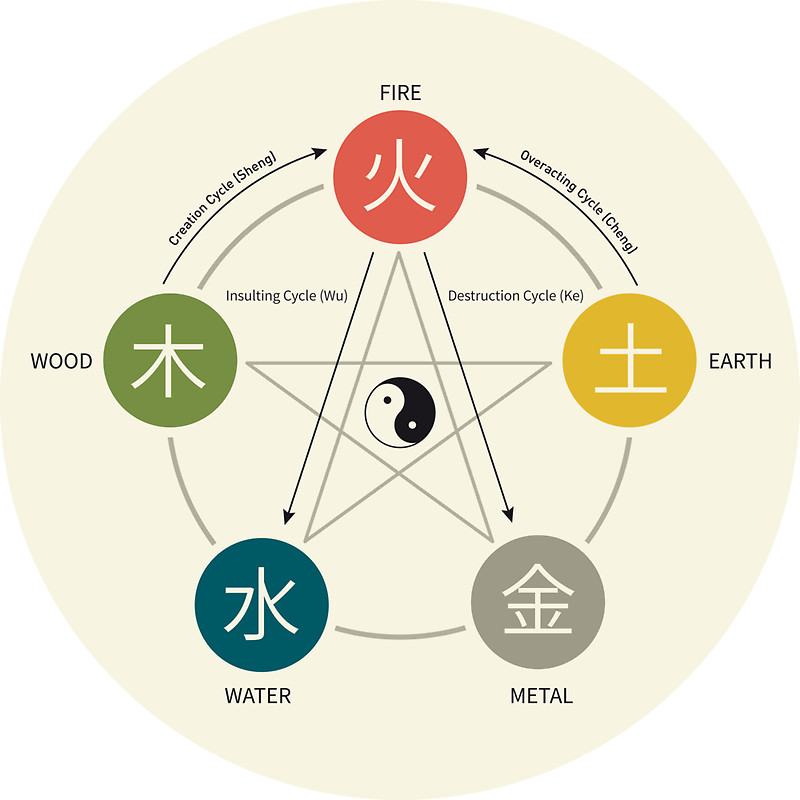 FIRE
火
Creation Cycle (Sheng)
Overacting Cycle (Cheng)
Insulting Cycle (Wu)
Destruction Cycle (Ke)
WOOD
木
土
EARTH
水
金
WATER
METAL